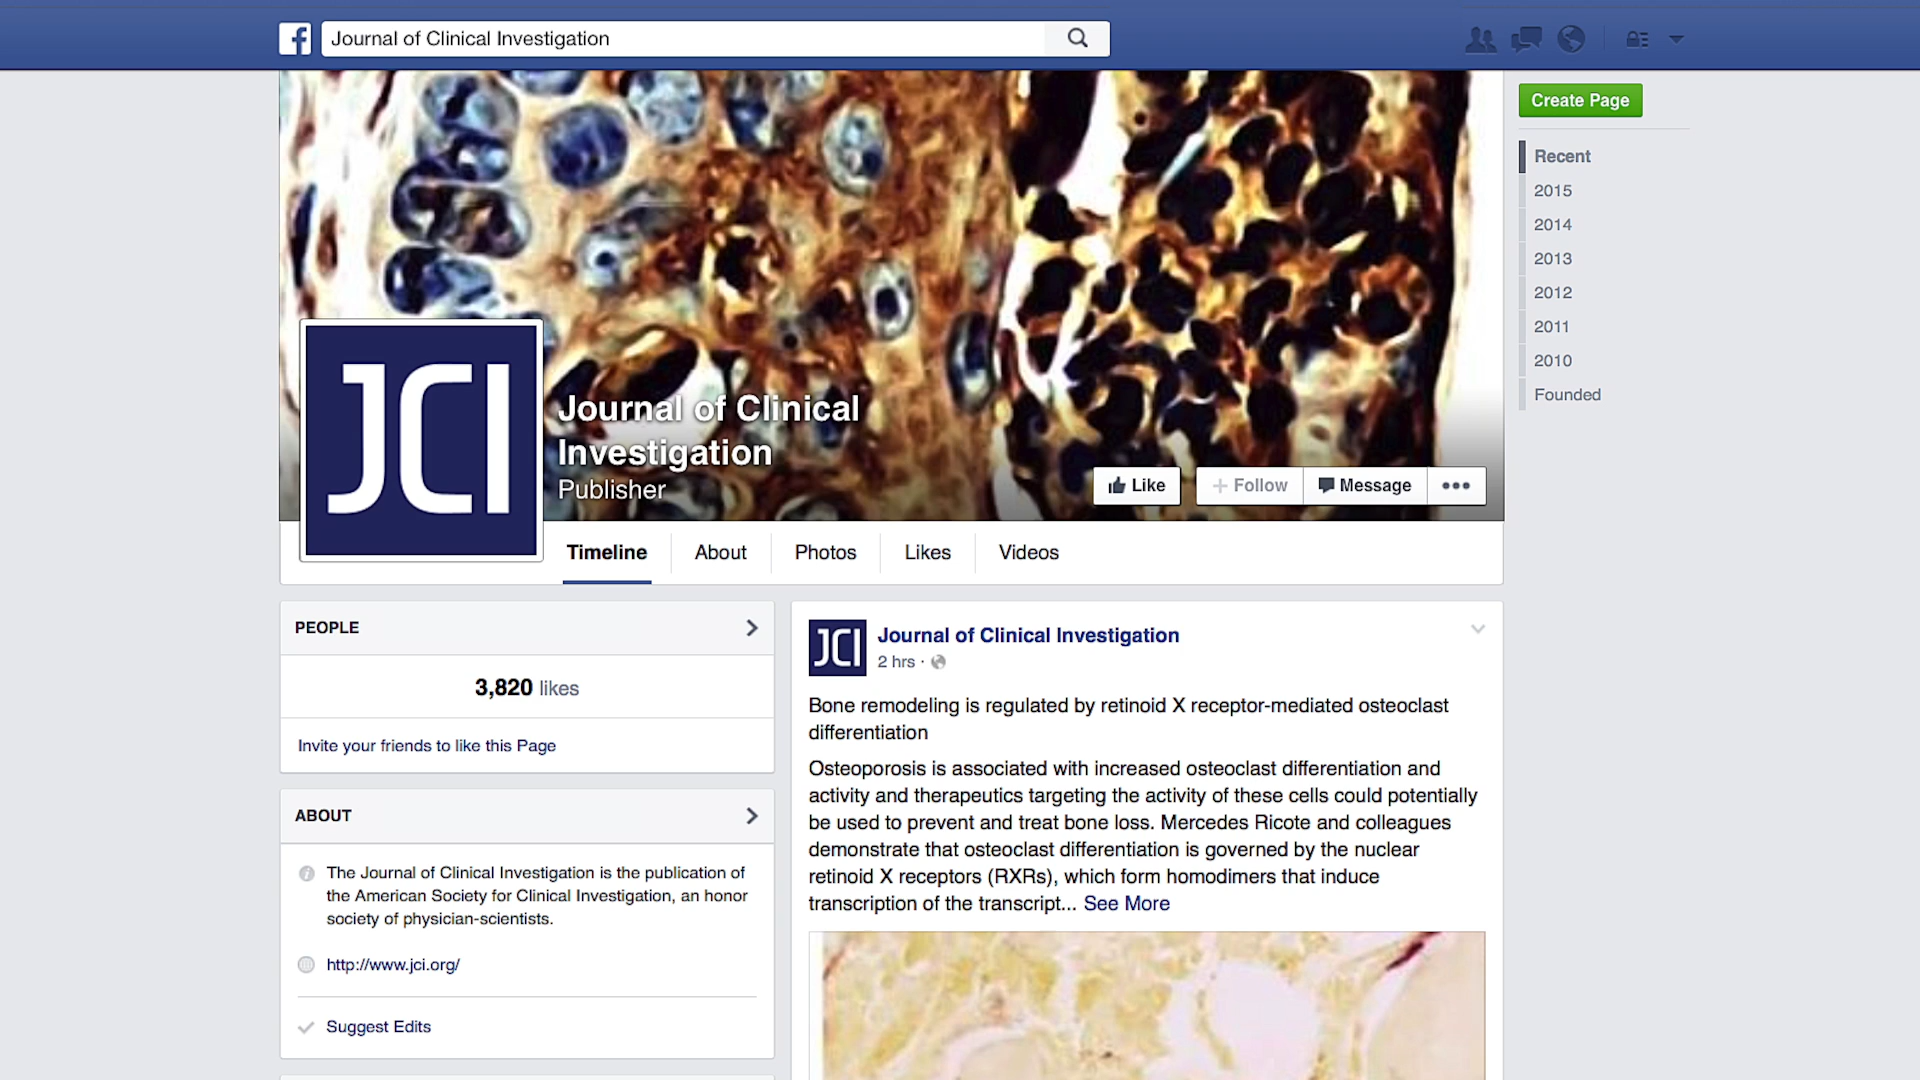 Journal of Clinical Investigation
Create Page
Recent
2015
2014
2013
2012
2011
2010
Founded
JCI
Journal of Clinical
Investigation
Publisher
Like
Follow
Message
Timeline
About
Photos
Likes
Videos
PEOPLE
3,820 likes
Invite your friends to like this Page
ABOUT
The Journal of Clinical Investigation is the publication of
the American Society for Clinical Investigation, an honor
society of physician-scientists.
http://www.jci.org/
Suggest Edits
JCI
Journal of Clinical Investigation
2 hrs ·
Bone remodeling is regulated by retinoid X receptor-mediated osteoclast
differentiation
Osteoporosis is associated with increased osteoclast differentiation and
activity and therapeutics targeting the activity of these cells could potentially
be used to prevent and treat bone loss. Mercedes Ricote and colleagues
demonstrate that osteoclast differentiation is governed by the nuclear
retinoid X receptors (RXRs), which form homodimers that induce
transcription of the transcript... See More